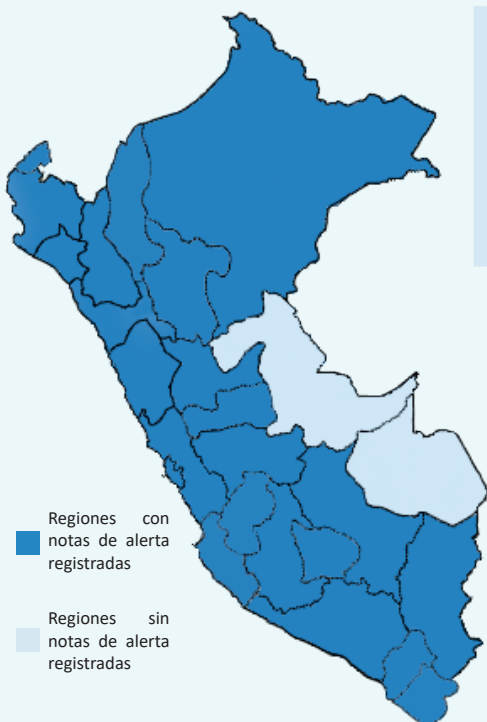 Regiones con
notas de alerta
registradas
Regiones sin
notas de alerta
registradas